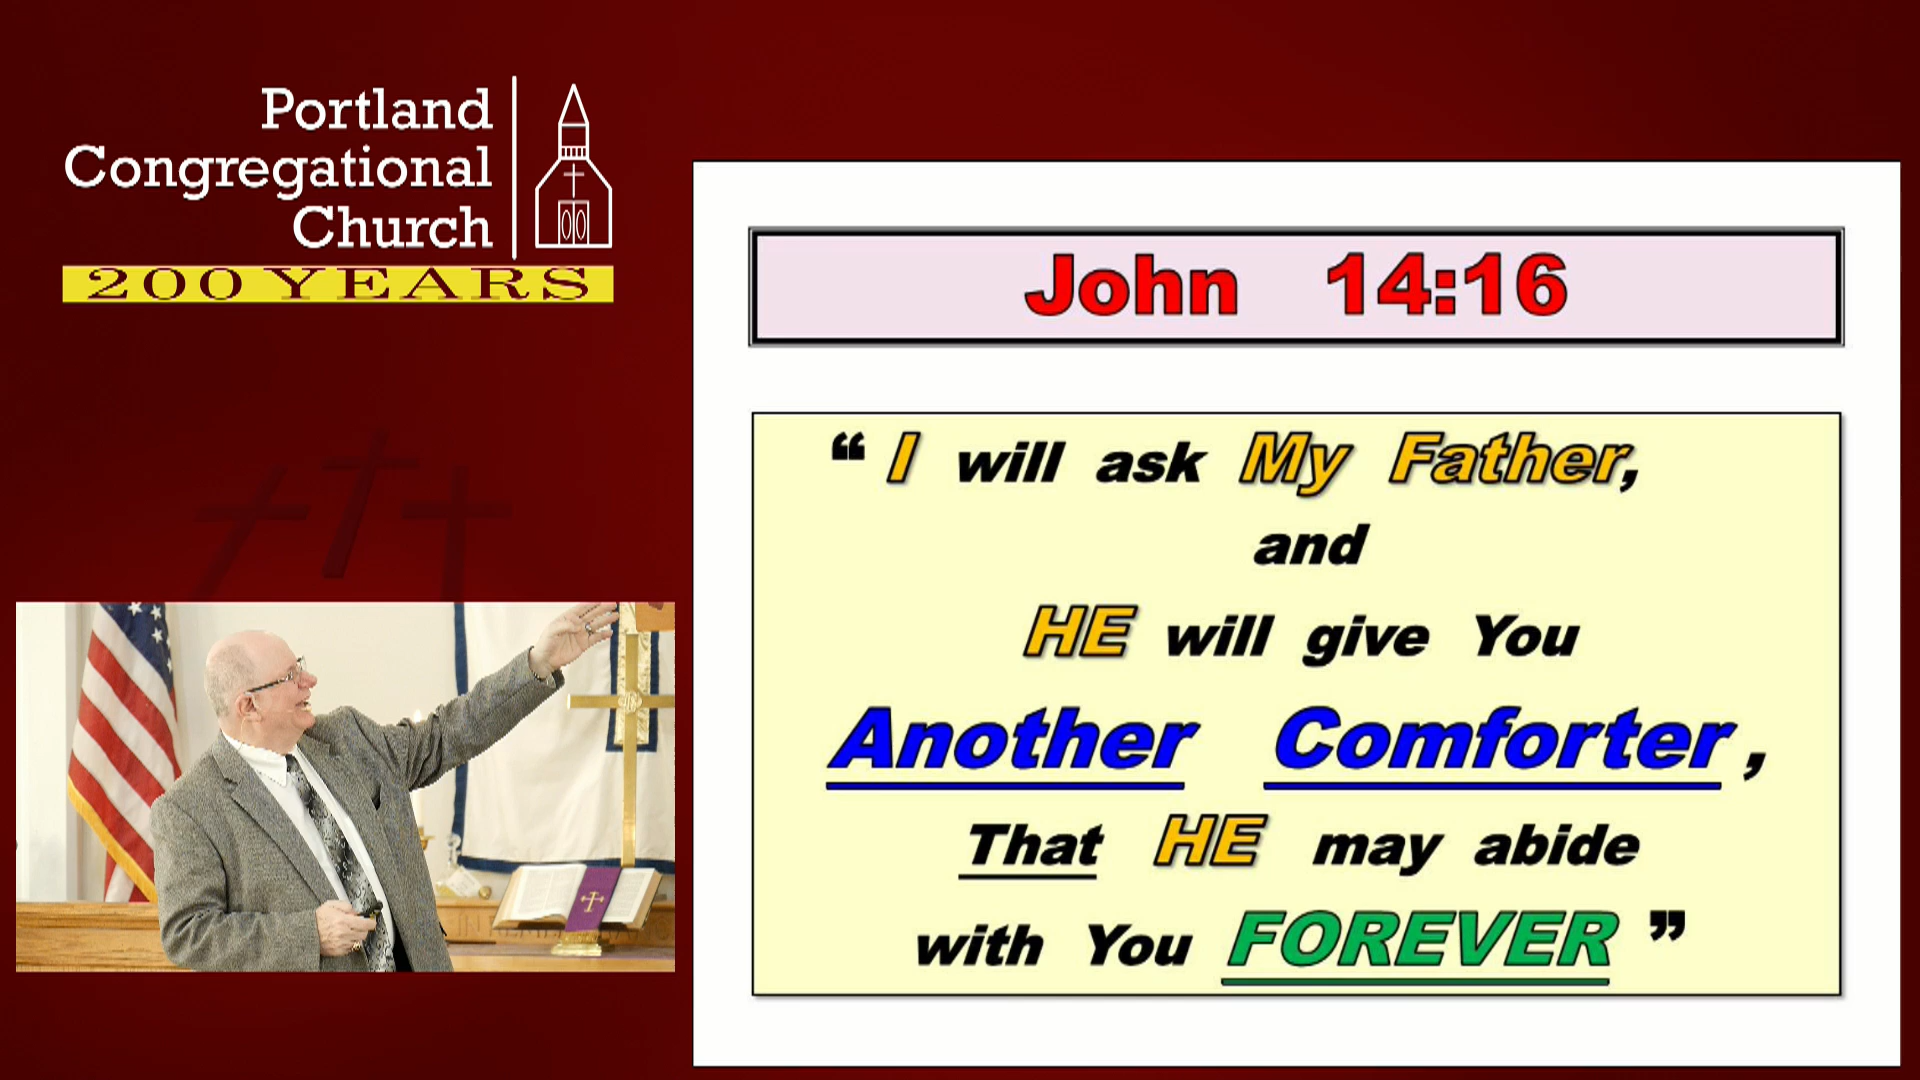 Portland
Congregational
Church
200 YEARS
John 14:16
“ I will ask My Father,
and
HE will give You
Another Comforter ,
That HE may abide
with You FOREVER ”